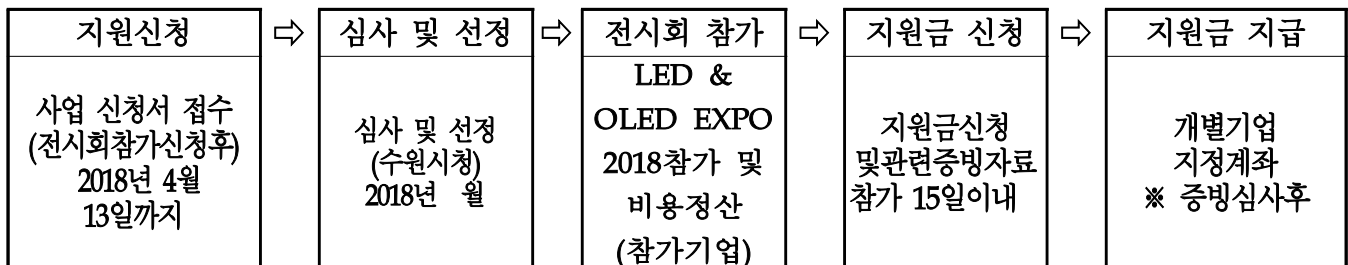 지원신청 ⇨ 심사 및 선정 ⇨ 전시회 참가 ⇨ 지원금 신청 ⇨ 지원금 지급
사업 신청서 접수
(전시회참가신청후)
2018년 4월
13일까지
심사 및 선정
(수원시청)
2018년 월
LED &
OLED EXPO
2018참가 및
비용정산
(참가기업)
지원금신청
및관련증빙자료
참가 15일이내
개별기업
지정계좌
※ 증빙심사후